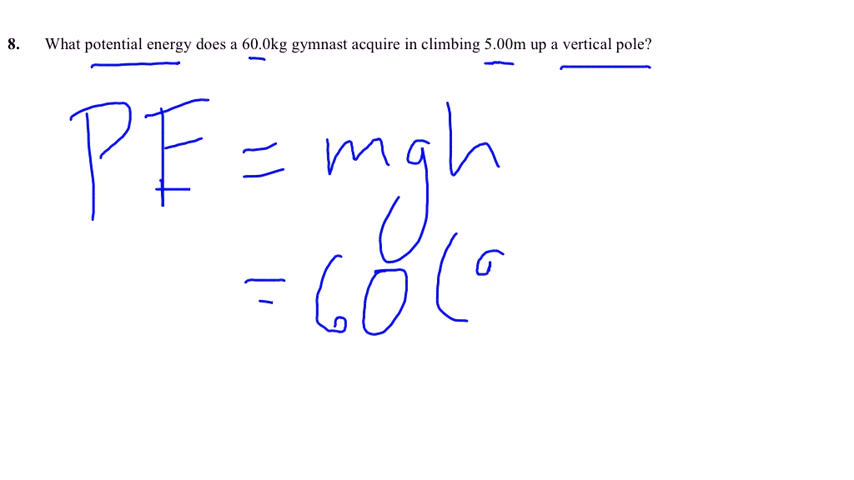 8. What potential energy does a 60.0kg gymnast acquire in climbing 5.00m up a vertical pole?
PE = mgh
= 60 (